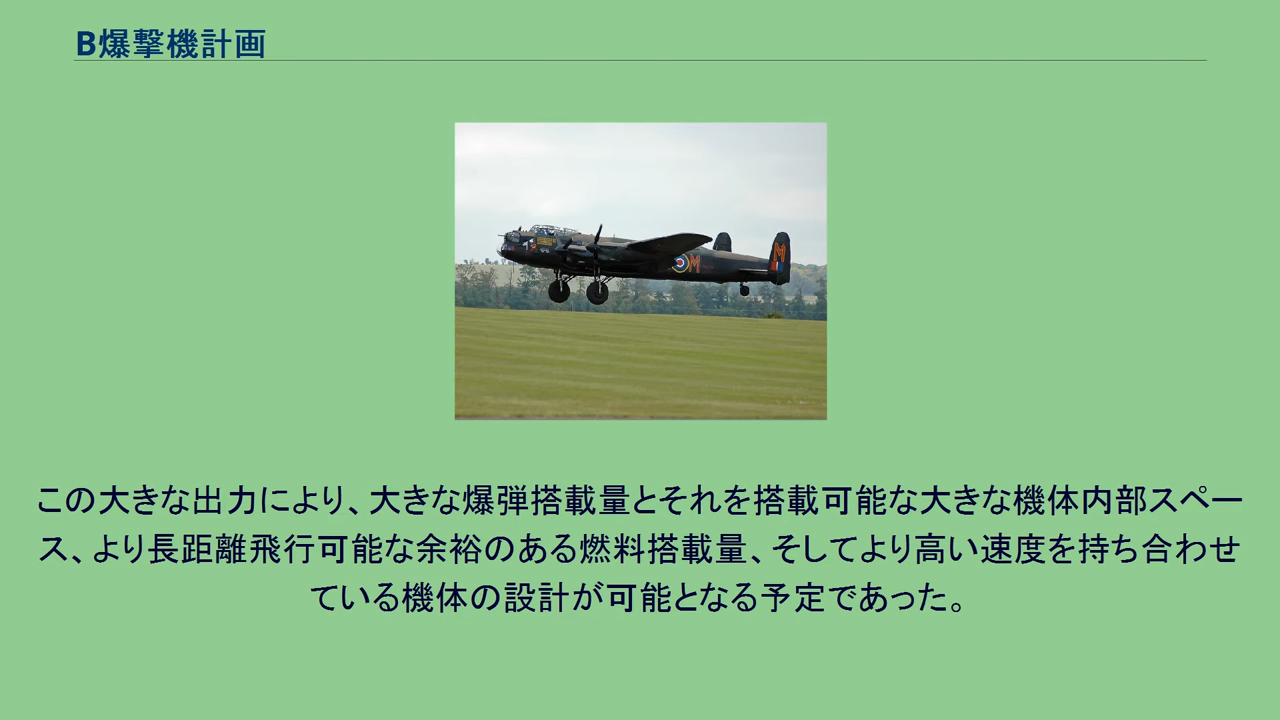 B爆撃機計画
M
M
この大きな出力により、大きな爆弾搭載量とそれを搭載可能な大きな機体内部スペー
ス、より長距離飛行可能な余裕のある燃料搭載量、そしてより高い速度を持ち合わせ
ている機体の設計が可能となる予定であった。